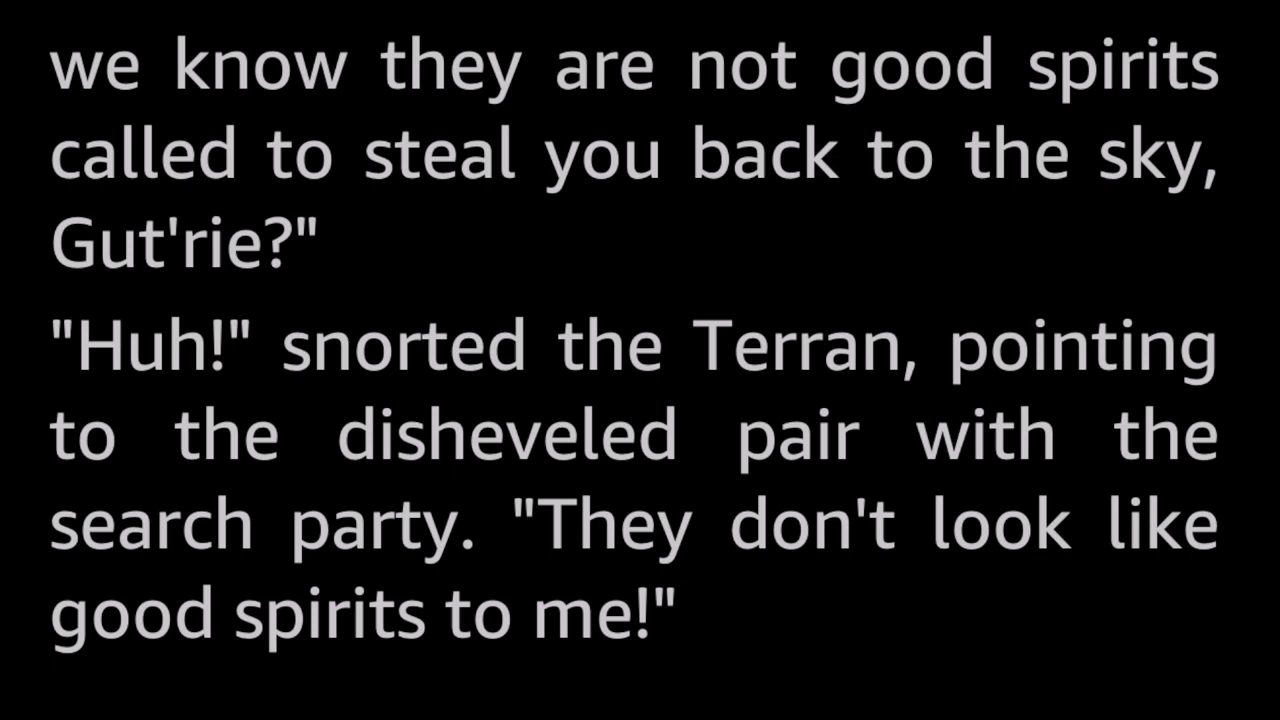 we know they are not good spirits
called to steal you back to the sky,
Gut'rie?"
"Huh!" snorted the Terran, pointing
to the disheveled pair with the
search party. "They don't look like
good spirits to me!"